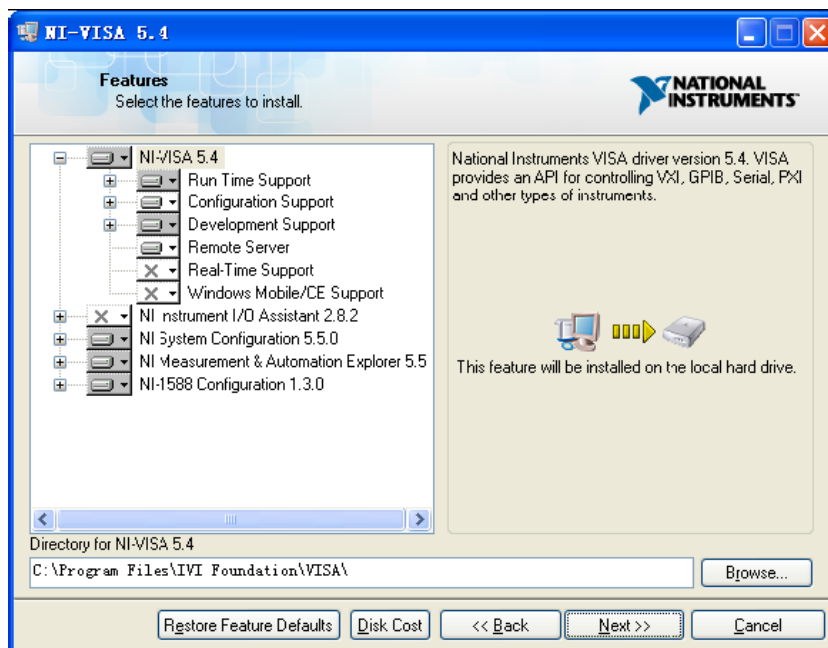 NI-VISA 5.4
Features
Select the features to install.
NATIONAL
INSTRUMENTS
NI-VISA 5.4
Run Time Support
Configuration Support
Development Support
Remote Server
Real-Time Support
Windows Mobile/CE Support
NI Instrument I/O Assistant 2.8.2
NI System Configuration 5.5.0
NI Measurement & Automation Explorer 5.5
NI-1588 Configuration 1.3.0
National Instruments VISA driver version 5.4. VISA
provides an API for controlling VXI, GPIB, Serial, PXI
and other types of instruments.
This feature will be installed on the local hard drive.
Directory for NI-VISA 5.4
C:\Program Files\IVI Foundation\VISA\
Browse...
Restore Feature Defaults
Disk Cost
<< Back
Next >>
Cancel